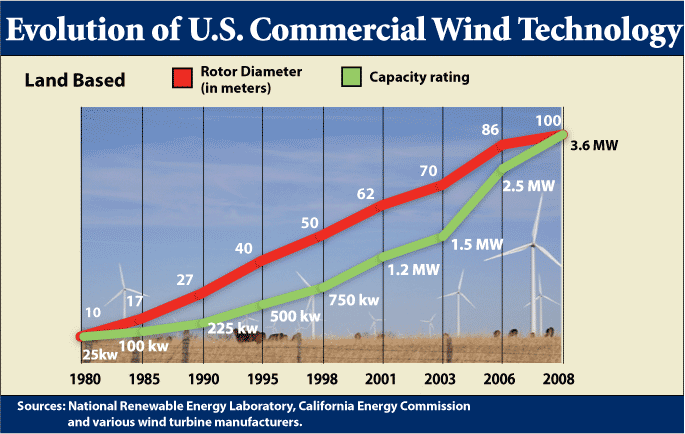 Evolution of U.S. Commercial Wind Technology
Land Based
Rotor Diameter
(in meters)
Capacity rating
10
17
27
40
50
62
70
86
100
25kw
100 kw
225 kw
500 kw
750 kw
1.2 MW
1.5 MW
2.5 MW
3.6 MW
1980 1985 1990 1995 1998 2001 2003 2006 2008
Sources: National Renewable Energy Laboratory, California Energy Commission
and various wind turbine manufacturers.